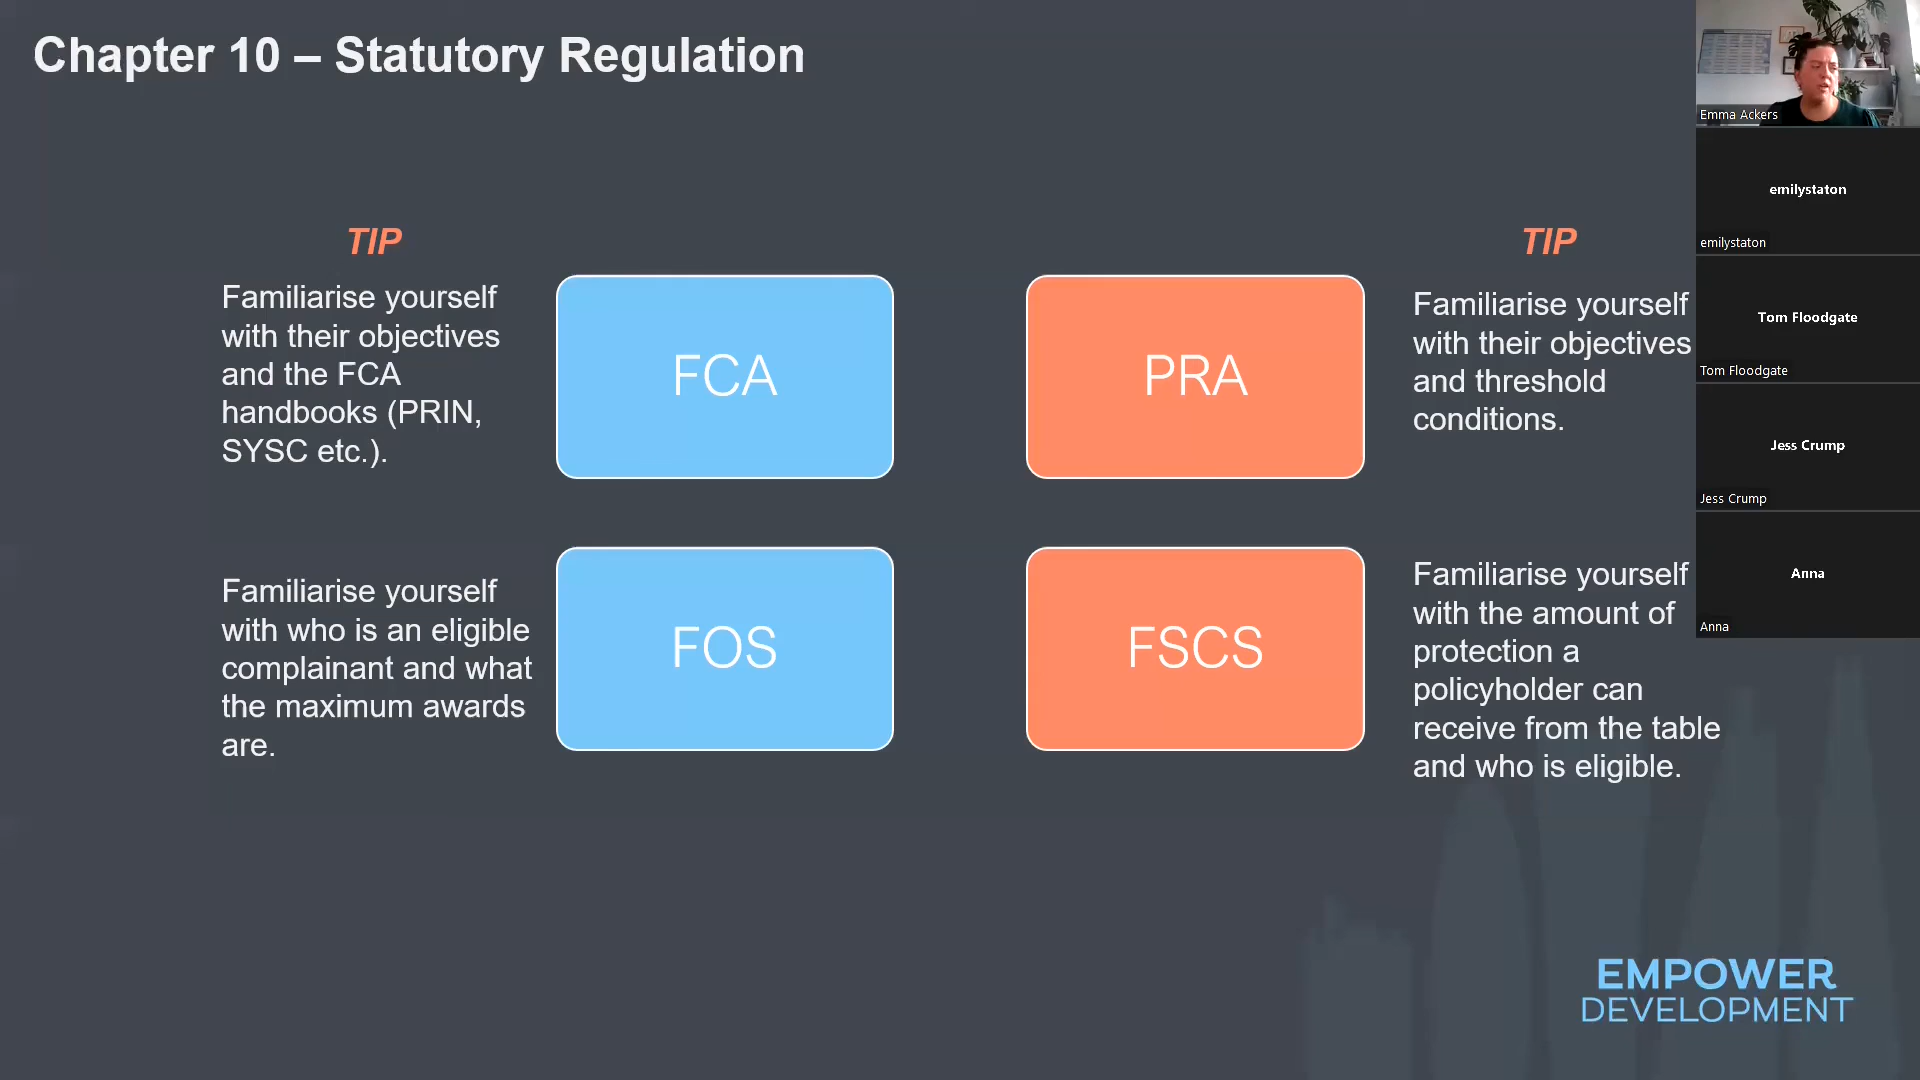 Chapter 10 – Statutory Regulation
TIP
Familiarise yourself
with their objectives
and the FCA
handbooks (PRIN,
SYSC etc.).
FCA
PRA
TIP
Familiarise yourself
with their objectives
and threshold
conditions.
Familiarise yourself
with who is an eligible
complainant and what
the maximum awards
are.
FOS
FSCS
Familiarise yourself
with the amount of
protection a
policyholder can
receive from the table
and who is eligible.
Emma Ackers
emilystaton
emilystaton
Tom Floodgate
Tom Floodgate
Jess Crump
Jess Crump
Anna
Anna
EMPOWER
DEVELOPMENT